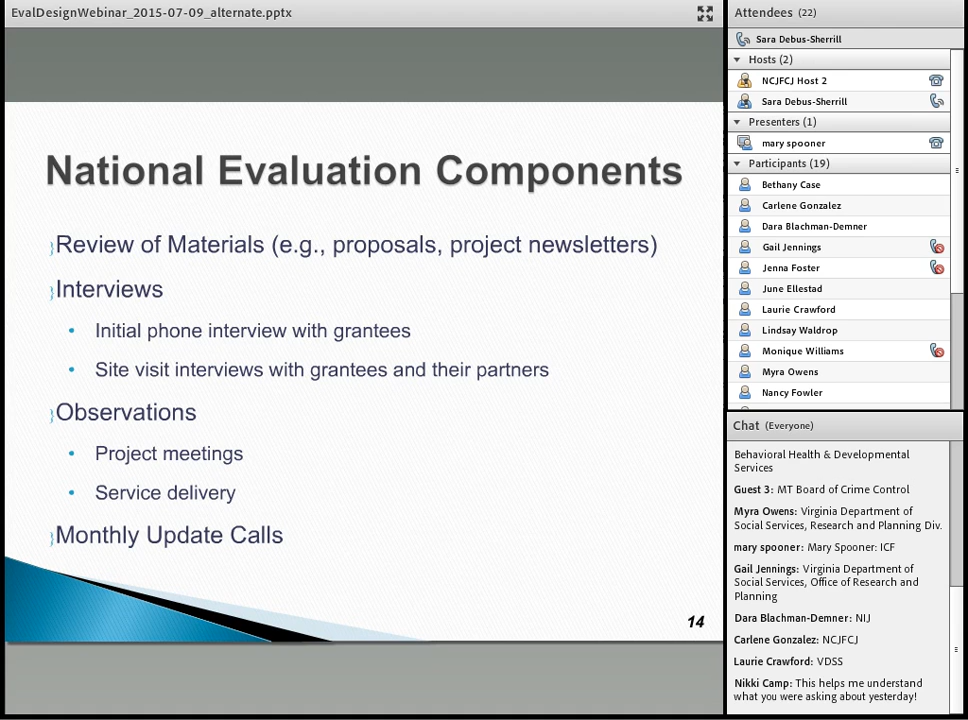 EvalDesignWebinar_2015-07-09_alternate.pptx
National Evaluation Components
Review of Materials (e.g., proposals, project newsletters)
Interviews
• Initial phone interview with grantees
• Site visit interviews with grantees and their partners
Observations
• Project meetings
• Service delivery
Monthly Update Calls
14
Attendees (22)
Sara Debus-Sherrill
Hosts (2)
NCJFCJ Host 2
Sara Debus-Sherrill
Presenters (1)
mary spooner
Participants (19)
Bethany Case
Carlene Gonzalez
Dara Blachman-Demner
Gail Jennings
Jenna Foster
June Ellestad
Laurie Crawford
Lindsay Waldrop
Monique Williams
Myra Owens
Nancy Fowler
Chat (Everyone)
Behavioral Health & Developmental
Services
Guest 3: MT Board of Crime Control
Myra Owens: Virginia Department of
Social Services, Research and Planning Div.
mary spooner: Mary Spooner: ICF
Gail Jennings: Virginia Department of
Social Services, Office of Research and
Planning
Dara Blachman-Demner: NIJ
Carlene Gonzalez: NCJFCJ
Laurie Crawford: VDSS
Nikki Camp: This helps me understand
what you were asking about yesterday!